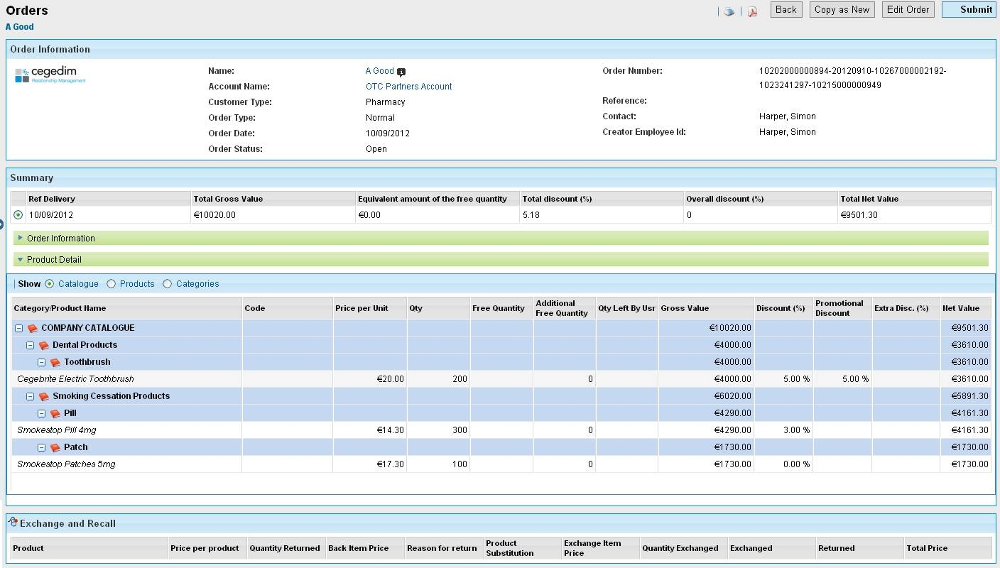 Orders
Back
Copy as New
Edit Order
Submit
A Good
Order Information
cegedim
Relationship Management
Name: A Good
Account Name: OTC Partners Account
Customer Type: Pharmacy
Order Type: Normal
Order Date: 10/09/2012
Order Status: Open
Order Number: 10202000000894-20120910-10267000002192-
1023241297-10215000000949
Reference:
Contact: Harper, Simon
Creator Employee Id: Harper, Simon
Summary
Ref Delivery Total Gross Value Equivalent amount of the free quantity Total discount (%) Overall discount (%) Total Net Value
10/09/2012 €10020.00 €0.00 5.18 0 €9501.30
Order Information
Product Detail
Show Catalogue Products Categories
Category/Product Name Code Price per Unit Qty Free Quantity Additional Free Quantity Qty Left By Usr Gross Value Discount (%) Promotional Discount Extra Disc. (%) Net Value
COMPANY CATALOGUE €10020.00 €9501.30
Dental Products €4000.00 €3610.00
Toothbrush €4000.00 €3610.00
Cegebrite Electric Toothbrush €20.00 200 0 €4000.00 5.00 % 5.00 % €3610.00
Smoking Cessation Products €6020.00 €5891.30
Pill €4290.00 €4161.30
Smokestop Pill 4mg €14.30 300 0 €4290.00 3.00 % €4161.30
Patch €1730.00 €1730.00
Smokestop Patches 5mg €17.30 100 0 €1730.00 0.00 % €1730.00
Exchange and Recall
Product Price per product Quantity Returned Back Item Price Reason for return Product Substitution Exchange Item Price Quantity Exchanged Exchanged Returned Total Price